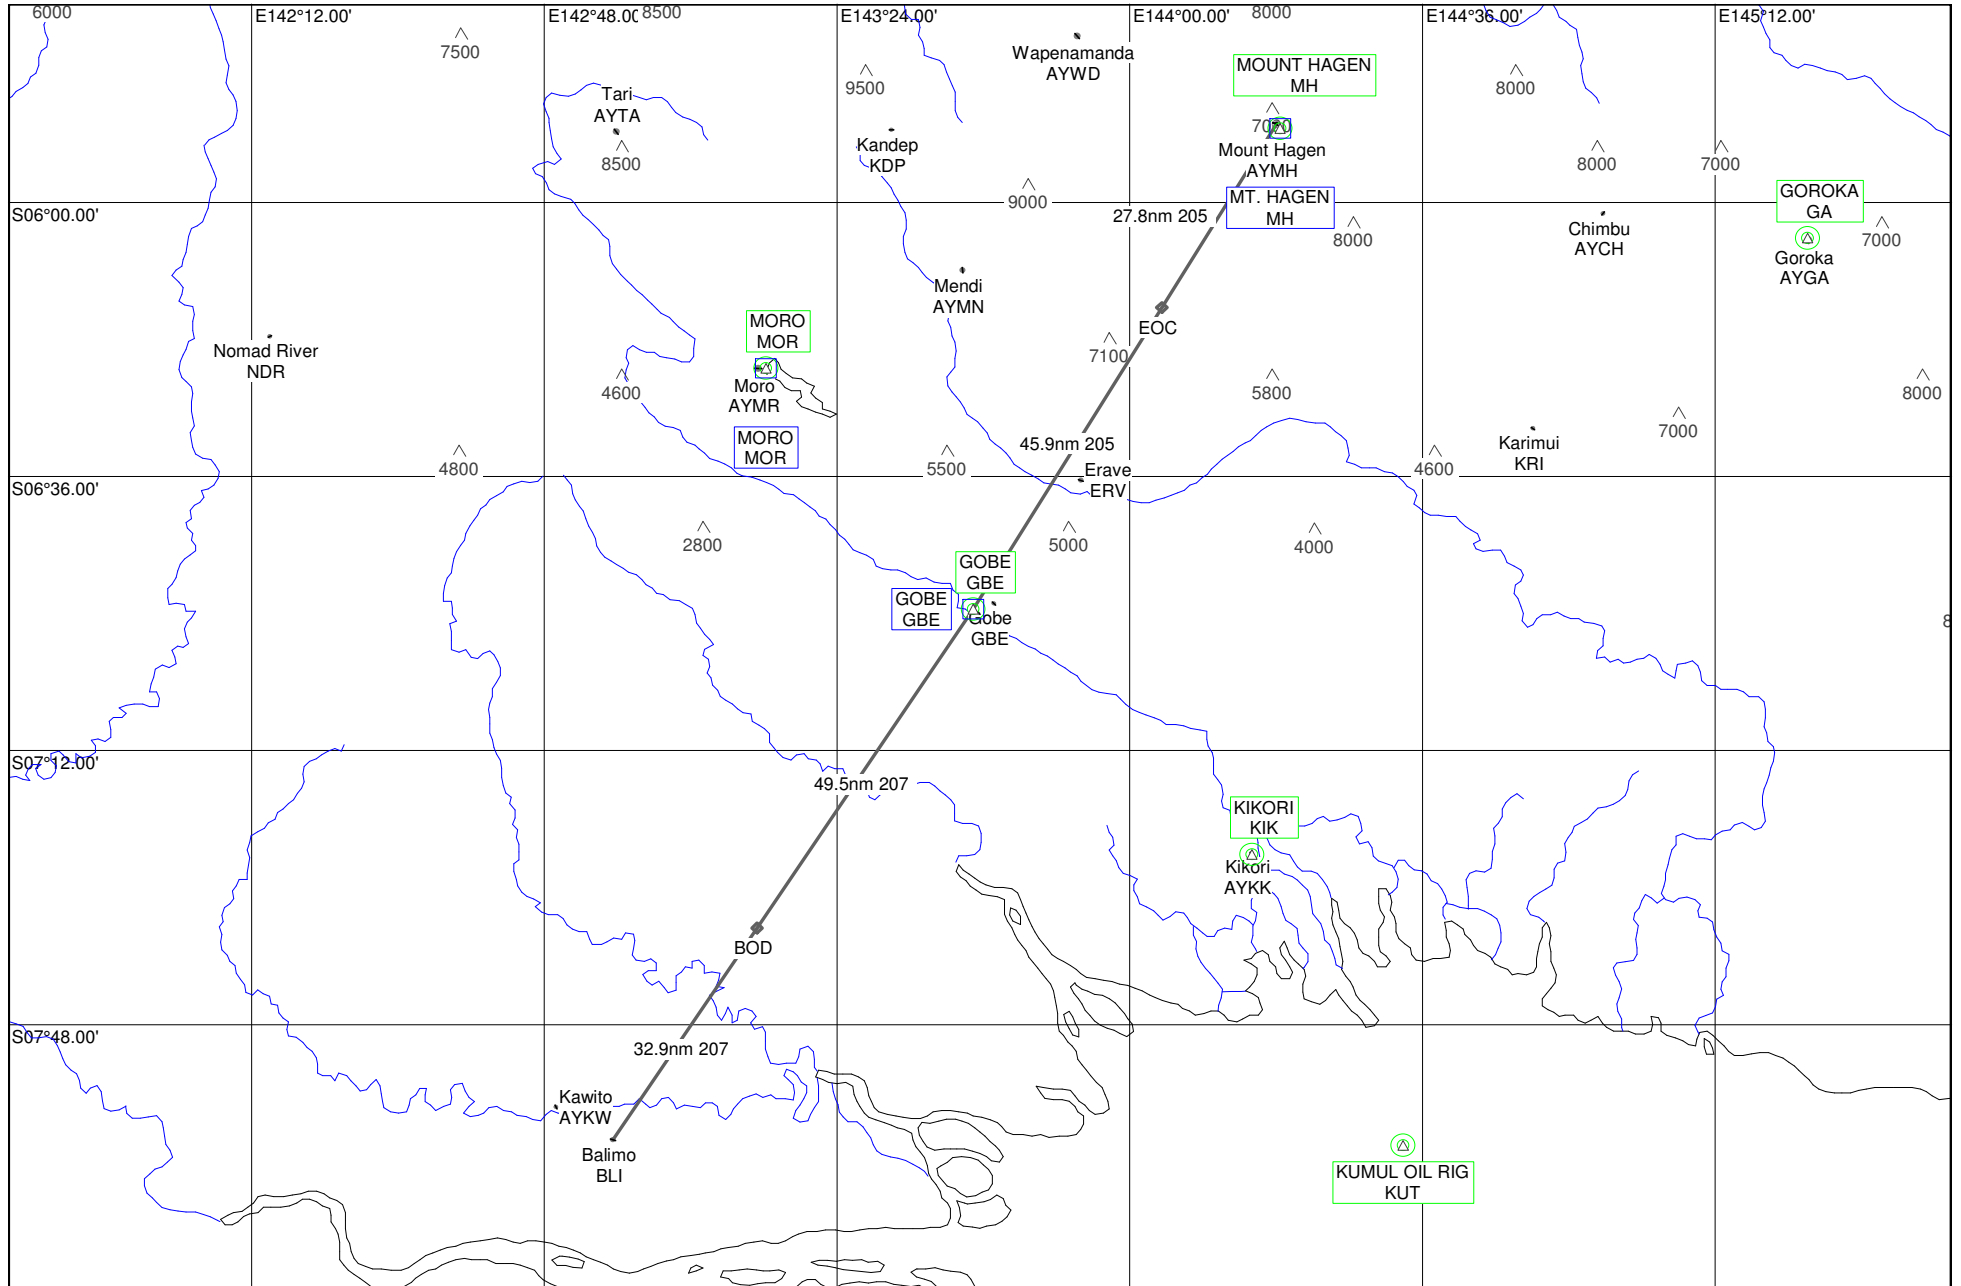 6000
E142°12.00'
E142°48.00
8500
E143°24.00'
E144°00.00'
8000
E144°36.00'
E145°12.00'
7500
Wapenamanda
AYWD
MOUNT HAGEN
MH
9500
8000
Tari
AYTA
8500
Kandep
KDP
Mount Hagen
AYMH
8000
7000
9000
MT. HAGEN
MH
GOROKA
GA
S06°00.00'
27.8nm 205
8000
Chimbu
AYCH
7000
Goroka
AYGA
Mendi
AYMN
MORO
MOR
EOC
Nomad River
NDR
7100
Moro
AYMR
4600
5800
8000
MORO
MOR
45.9nm 205
7000
Karimui
KRI
4800
5500
4600
Erave
ERV
S06°36.00'
2800
5000
4000
GOBE
GBE
GOBE
GBE
Gobe
GBE
8
S07°12.00'
49.5nm 207
KIKORI
KIK
Kikori
AYKK
BOD
S07°48.00'
32.9nm 207
Kawito
AYKW
Balimo
BLI
KUMUL OIL RIG
KUT